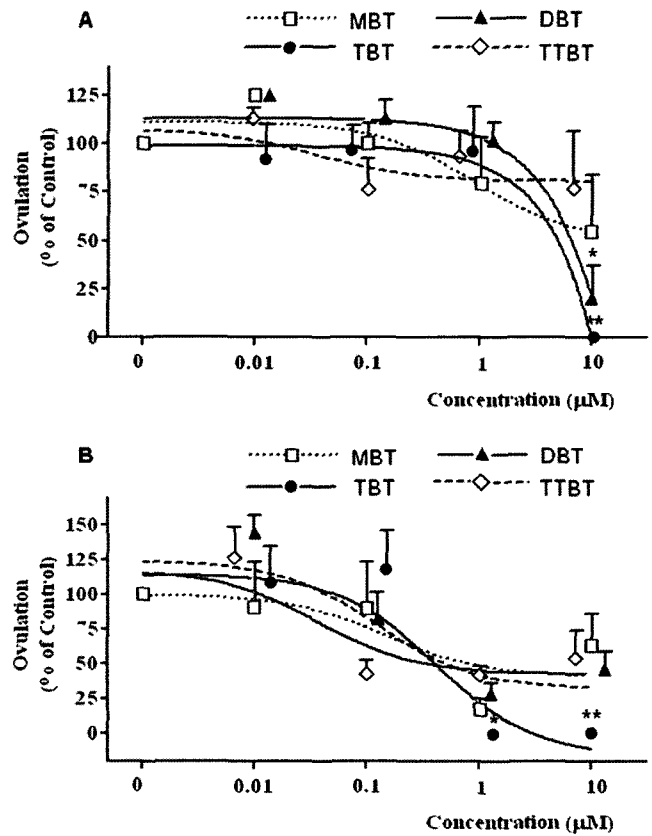 A
MBT DBT
TBT TTBT
Ovulation
(% of Control)
125
100
75
50
25
0
*
**
0 0.01 0.1 1 10
Concentration (μM)
B
MBT DBT
TBT TTBT
Ovulation
(% of Control)
150
125
100
75
50
25
0
*
**
0 0.01 0.1 1 10
Concentration (μM)